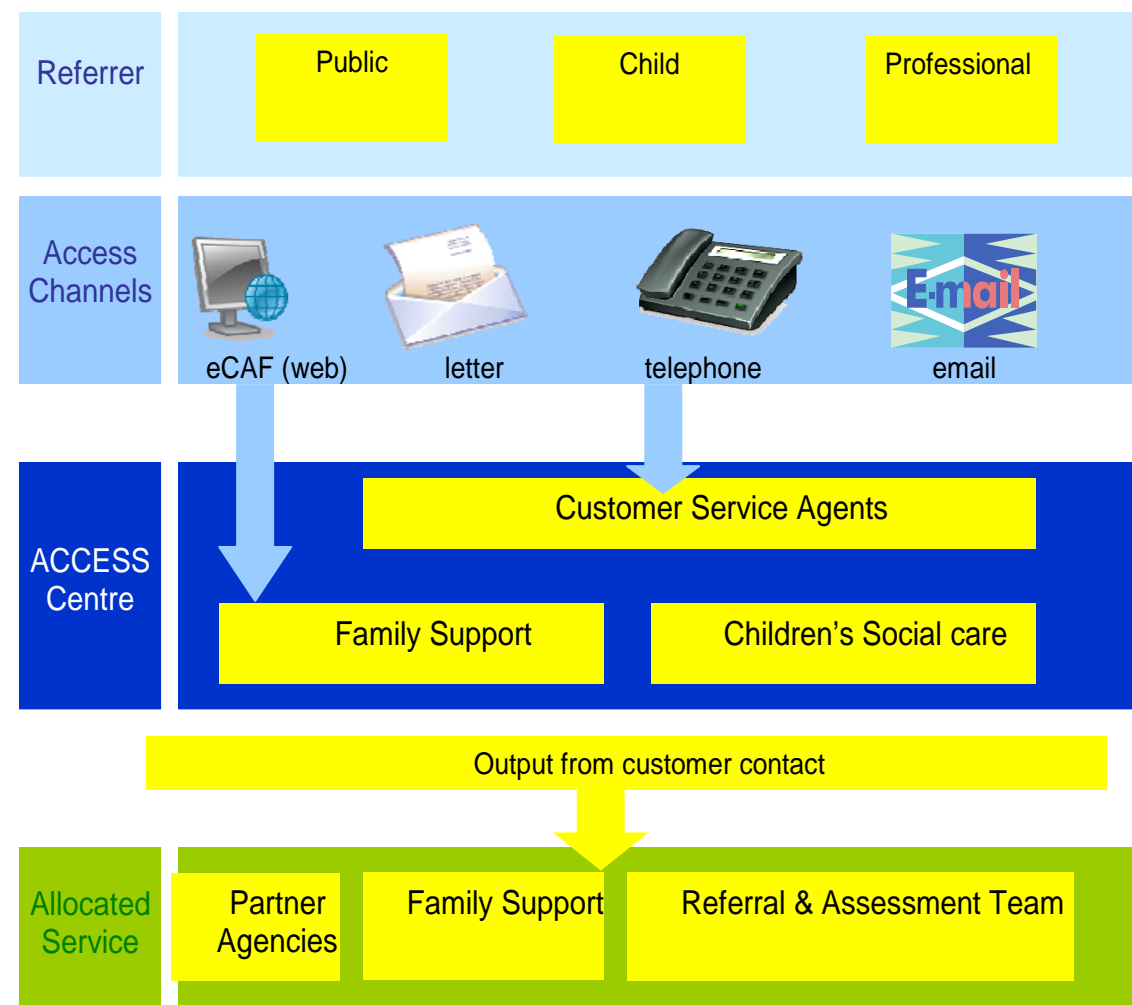 Referrer
Public
Child
Professional
Access
Channels
E-mail
eCAF (web)
letter
telephone
email
ACCESS
Centre
Customer Service Agents
Family Support
Children’s Social care
Output from customer contact
Allocated
Service
Partner
Agencies
Family Support
Referral & Assessment Team